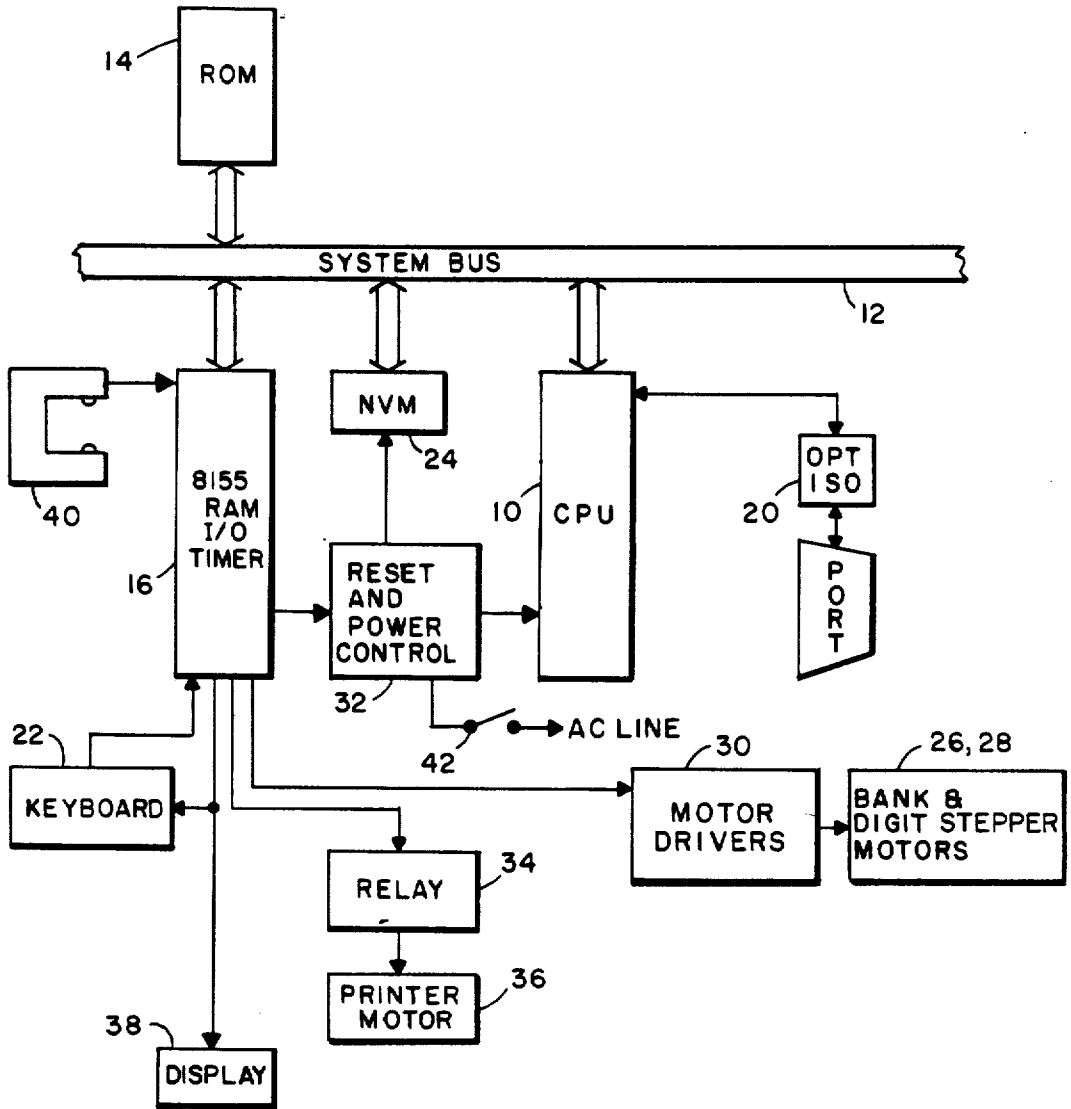 14
ROM
SYSTEM BUS
12
40
8155
RAM
I/O
TIMER
16
NVM
24
10
CPU
OPT
ISO
20
PORT
RESET
AND
POWER
CONTROL
32
42
AC LINE
22
KEYBOARD
30
MOTOR
DRIVERS
26, 28
BANK &
DIGIT STEPPER
MOTORS
RELAY
34
PRINTER
MOTOR
36
38
DISPLAY